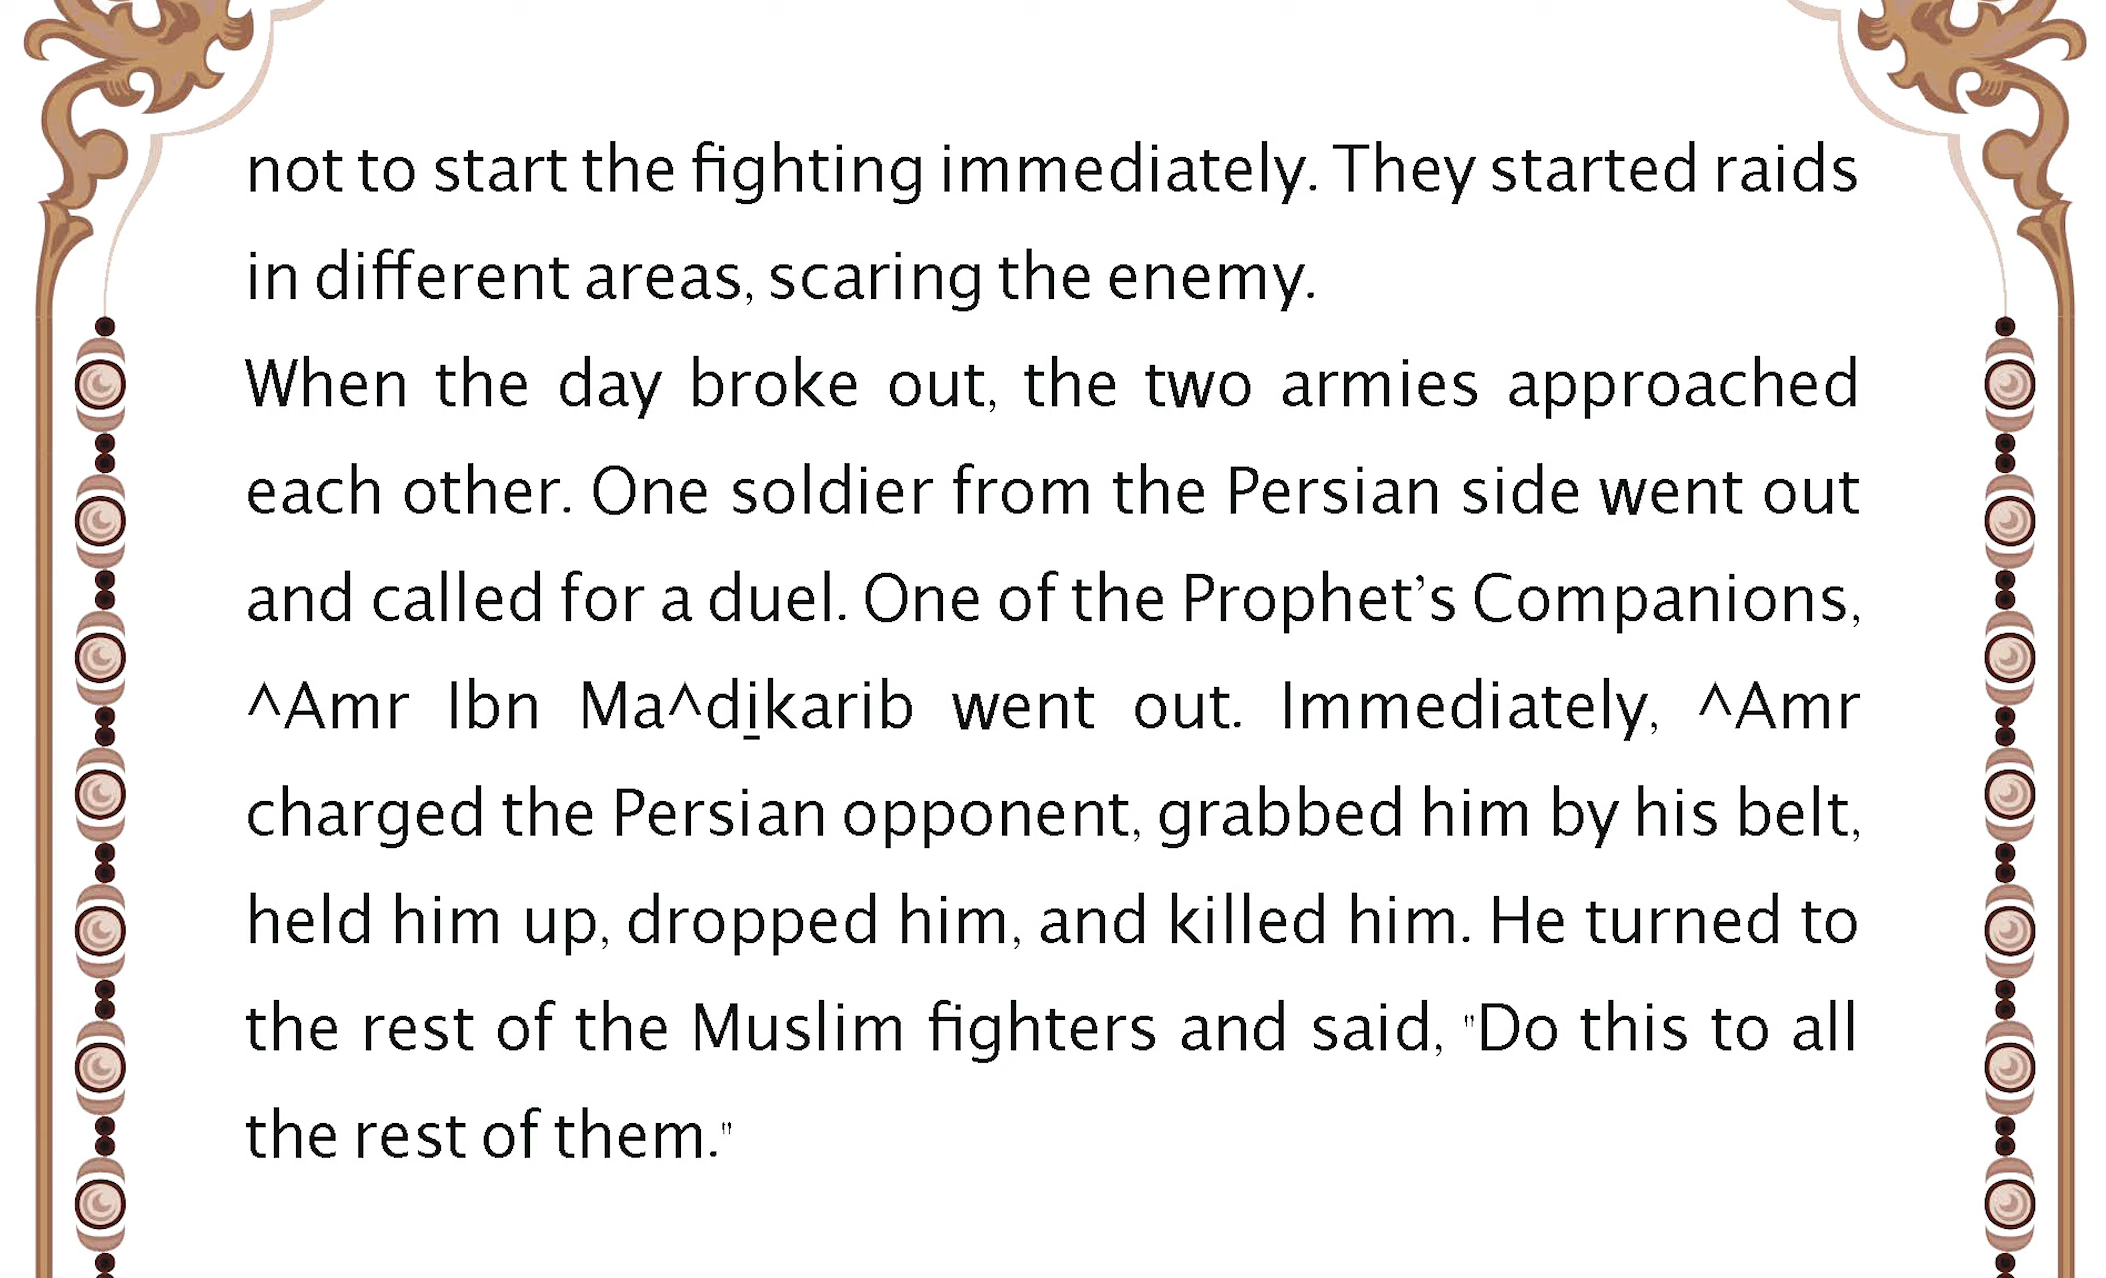 not to start the fighting immediately. They started raids
in different areas, scaring the enemy.
When the day broke out, the two armies approached
each other. One soldier from the Persian side went out
and called for a duel. One of the Prophet’s Companions,
^Amr Ibn Ma^di̱karib went out. Immediately, ^Amr
charged the Persian opponent, grabbed him by his belt,
held him up, dropped him, and killed him. He turned to
the rest of the Muslim fighters and said, "Do this to all
the rest of them."